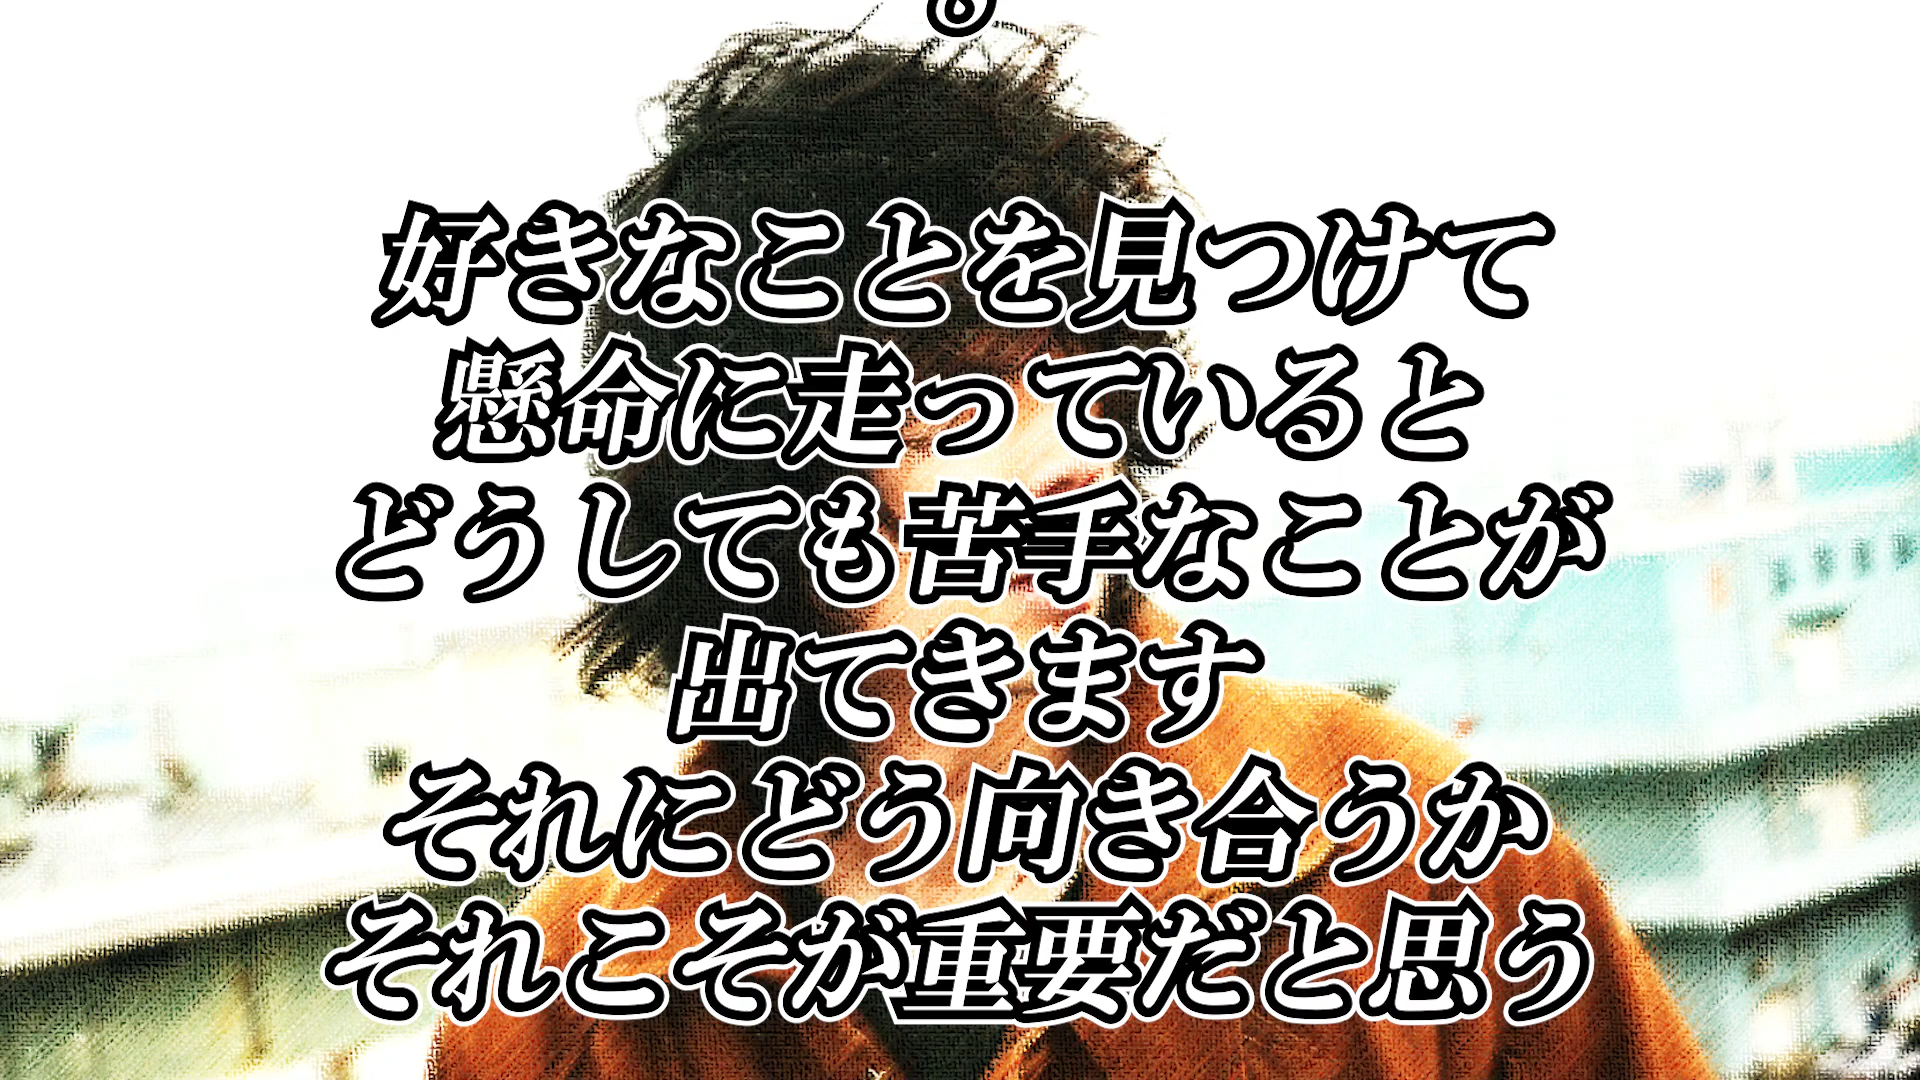 好きなことを見つけて
懸命に走っていると
どうしても苦手なことが
出てきます
それにどう向き合うか
それこそが重要だと思う